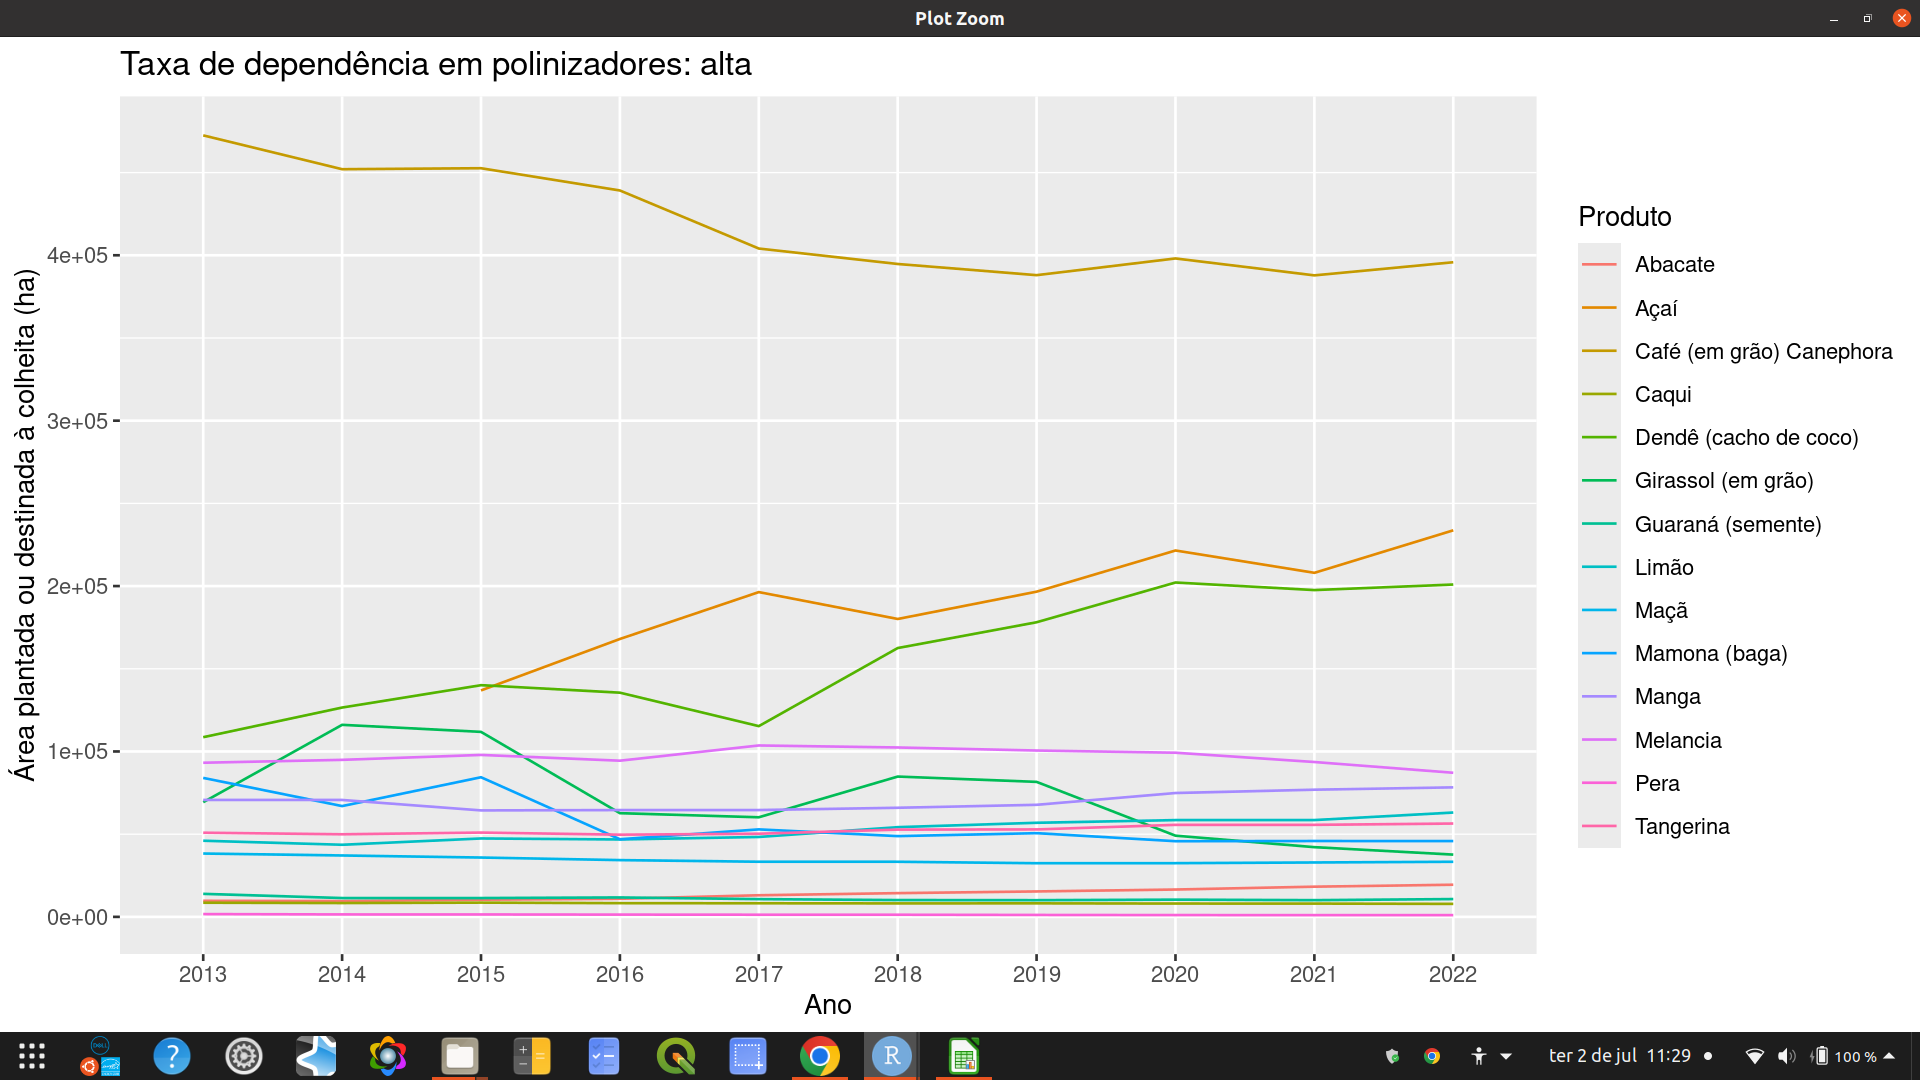 Plot Zoom
Taxa de dependência em polinizadores: alta
Área plantada ou destinada à colheita (ha)
4e+05
3e+05
2e+05
1e+05
0e+00
2013 2014 2015 2016 2017 2018 2019 2020 2021 2022
Ano
Produto
Abacate
Açaí
Café (em grão) Canephora
Caqui
Dendê (cacho de coco)
Girassol (em grão)
Guaraná (semente)
Limão
Maçã
Mamona (baga)
Manga
Melancia
Pera
Tangerina
DELL
?
R
ter 2 de jul 11:29
100 %